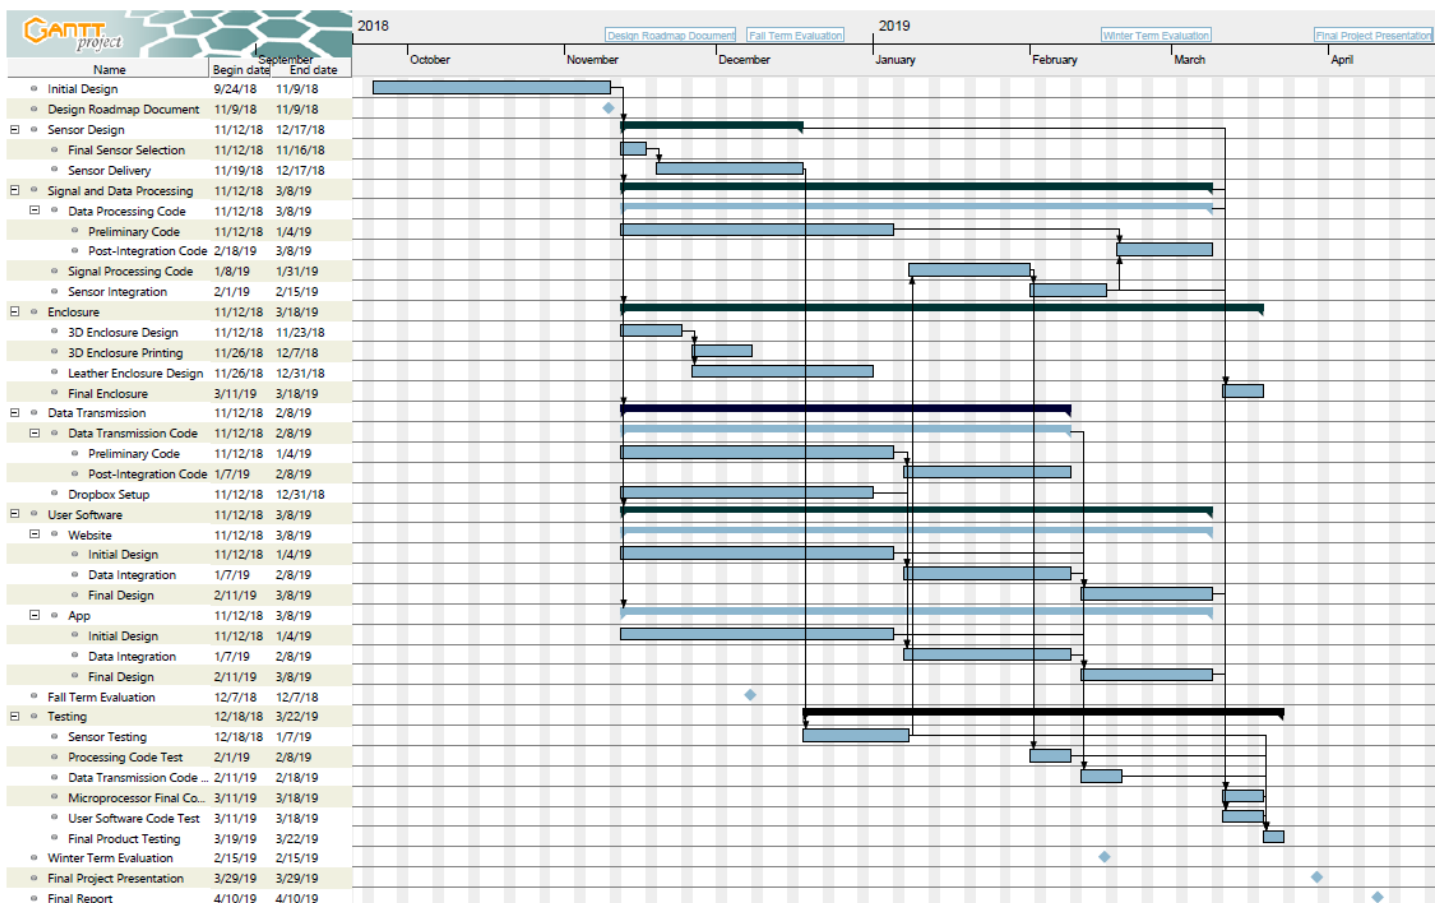 GANTT project
2018
2019
Design Roadmap Document
Fall Term Evaluation
Winter Term Evaluation
Final Project Presentation
September
October
November
December
January
February
March
April
Name Begin date End date
Initial Design 9/24/18 11/9/18
Design Roadmap Document 11/9/18 11/9/18
Sensor Design 11/12/18 12/17/18
Final Sensor Selection 11/12/18 11/16/18
Sensor Delivery 11/19/18 12/17/18
Signal and Data Processing 11/12/18 3/8/19
Data Processing Code 11/12/18 3/8/19
Preliminary Code 11/12/18 1/4/19
Post-Integration Code 2/18/19 3/8/19
Signal Processing Code 1/8/19 1/31/19
Sensor Integration 2/1/19 2/15/19
Enclosure 11/12/18 3/18/19
3D Enclosure Design 11/12/18 11/23/18
3D Enclosure Printing 11/26/18 12/7/18
Leather Enclosure Design 11/26/18 12/31/18
Final Enclosure 3/11/19 3/18/19
Data Transmission 11/12/18 2/8/19
Data Transmission Code 11/12/18 2/8/19
Preliminary Code 11/12/18 1/4/19
Post-Integration Code 1/7/19 2/8/19
Dropbox Setup 11/12/18 12/31/18
User Software 11/12/18 3/8/19
Website 11/12/18 3/8/19
Initial Design 11/12/18 1/4/19
Data Integration 1/7/19 2/8/19
Final Design 2/11/19 3/8/19
App 11/12/18 3/8/19
Initial Design 11/12/18 1/4/19
Data Integration 1/7/19 2/8/19
Final Design 2/11/19 3/8/19
Fall Term Evaluation 12/7/18 12/7/18
Testing 12/18/18 3/22/19
Sensor Testing 12/18/18 1/7/19
Processing Code Test 2/1/19 2/8/19
Data Transmission Code ... 2/11/19 2/18/19
Microprocessor Final Co... 3/11/19 3/18/19
User Software Code Test 3/11/19 3/18/19
Final Product Testing 3/19/19 3/22/19
Winter Term Evaluation 2/15/19 2/15/19
Final Project Presentation 3/29/19 3/29/19
Final Report 4/10/19 4/10/19